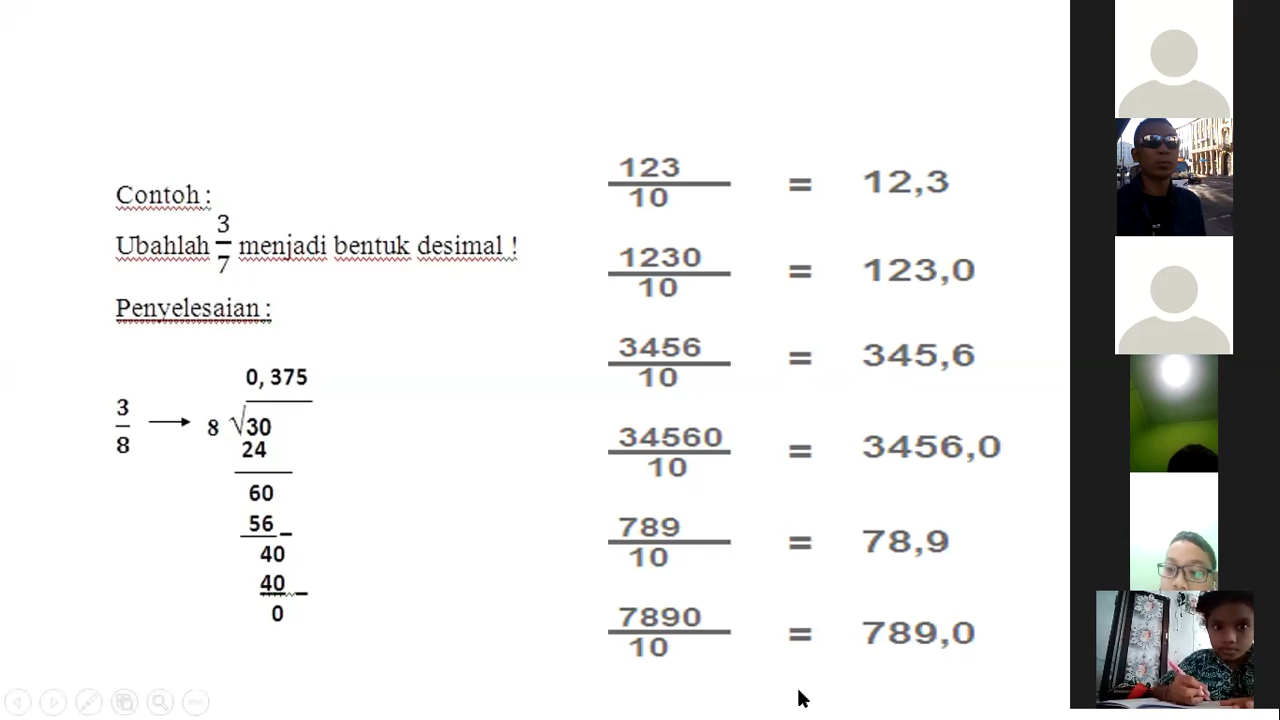 Contoh :
Ubahlah 3/7 menjadi bentuk desimal !
Penyelesaian :
0, 375
3/8 → 8 √30
24
60
56 –
40
40 –
0
123/10 = 12,3
1230/10 = 123,0
3456/10 = 345,6
34560/10 = 3456,0
789/10 = 78,9
7890/10 = 789,0